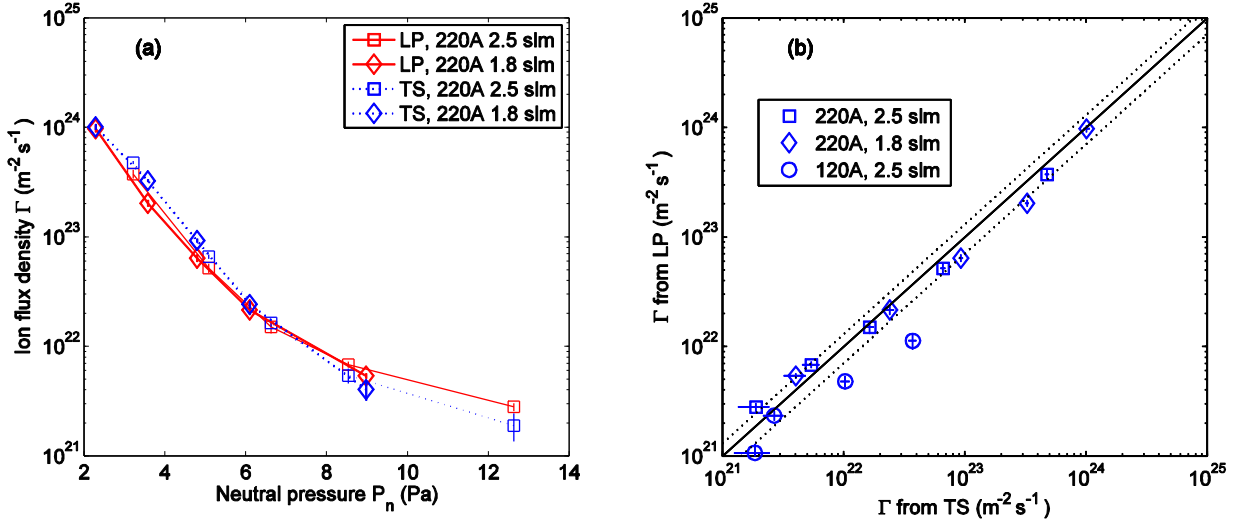 (a)
LP, 220A 2.5 slm
LP, 220A 1.8 slm
TS, 220A 2.5 slm
TS, 220A 1.8 slm
10^25
10^24
10^23
10^22
10^21
Ion flux density Γ (m^-2 s^-1)
2 4 6 8 10 12 14
Neutral pressure P_n (Pa)
(b)
220A, 2.5 slm
220A, 1.8 slm
120A, 2.5 slm
10^25
10^24
10^23
10^22
10^21
Γ from LP (m^-2 s^-1)
10^21 10^22 10^23 10^24 10^25
Γ from TS (m^-2 s^-1)